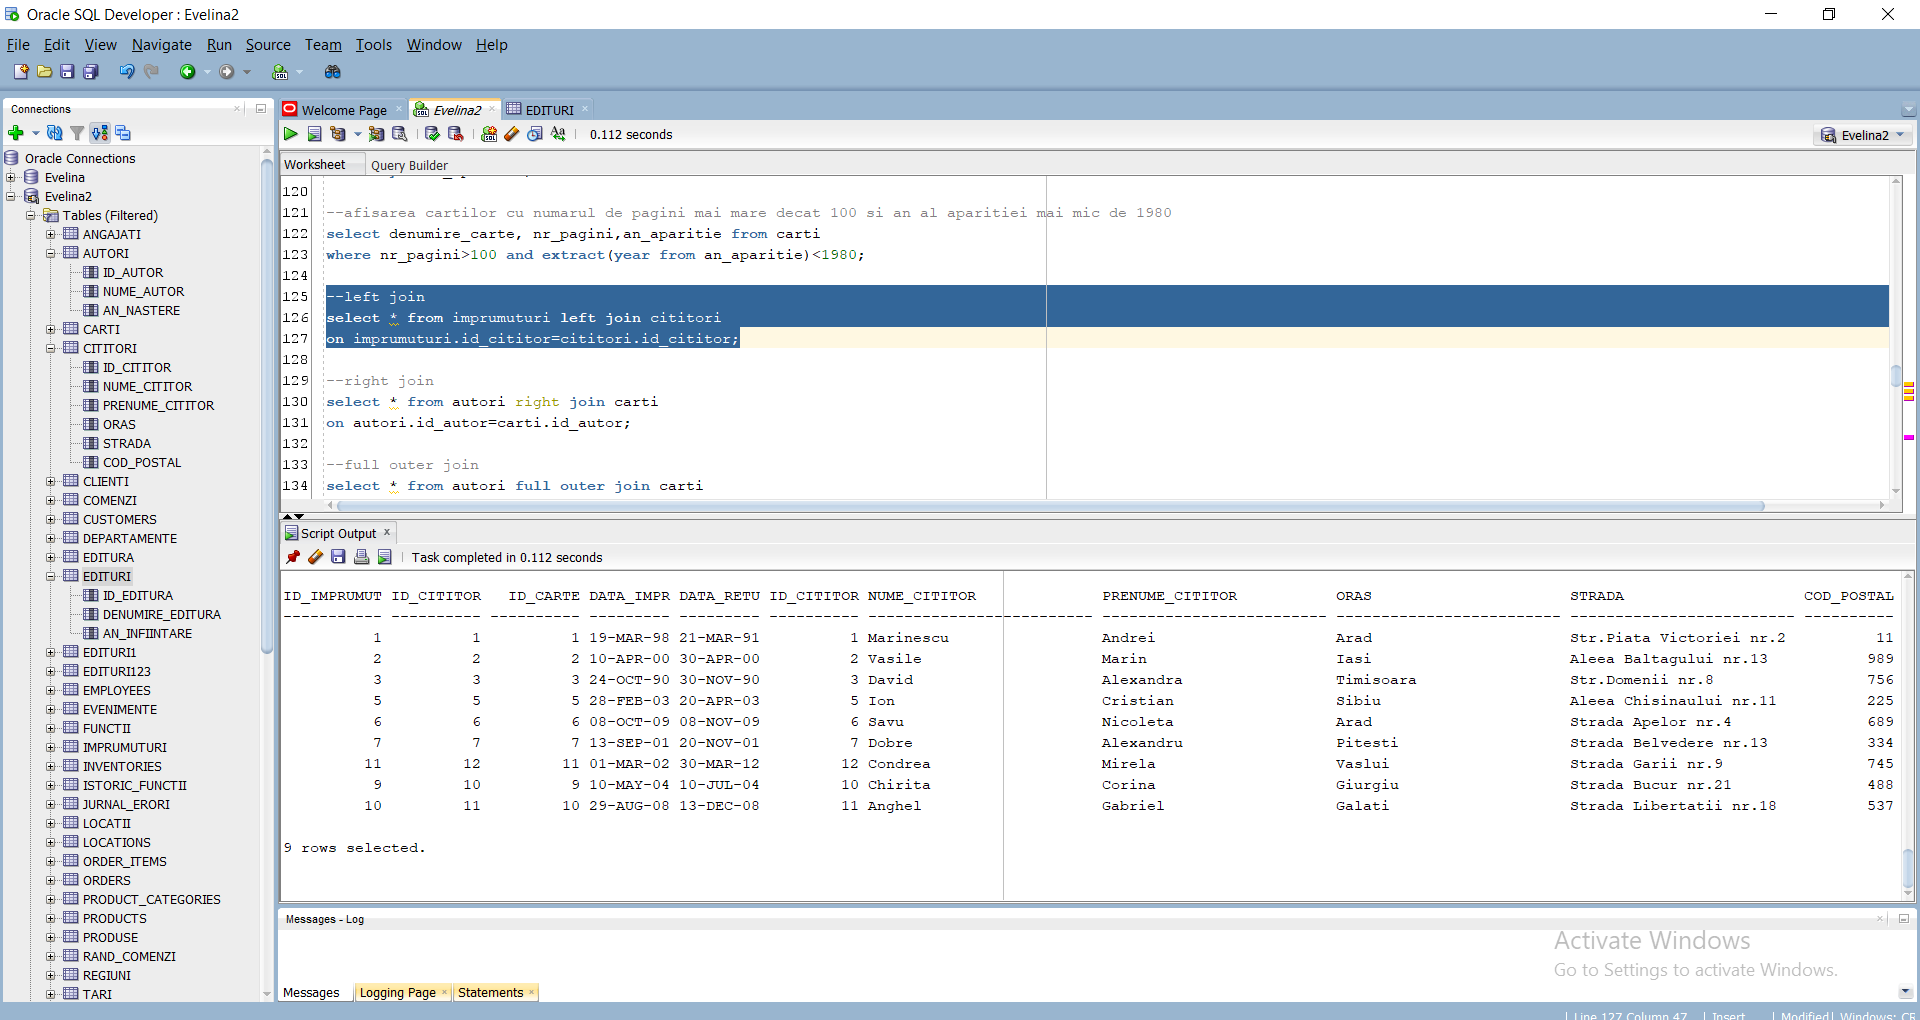 Oracle SQL Developer : Evelina2
File Edit View Navigate Run Source Team Tools Window Help
Connections
Oracle Connections
Evelina
Evelina2
Tables (Filtered)
ANGAJATI
AUTORI
ID_AUTOR
NUME_AUTOR
AN_NASTERE
CARTI
CITITORI
ID_CITITOR
NUME_CITITOR
PRENUME_CITITOR
ORAS
STRADA
COD_POSTAL
CLIENTI
COMENZI
CUSTOMERS
DEPARTAMENTE
EDITURA
EDITURI
ID_EDITURA
DENUMIRE_EDITURA
AN_INFIINTARE
EDITURI1
EDITURI123
EMPLOYEES
EVENIMENTE
FUNCTII
IMPRUMUTURI
INVENTORIES
ISTORIC_FUNCTII
JURNAL_ERORI
LOCATII
LOCATIONS
ORDER_ITEMS
ORDERS
PRODUCT_CATEGORIES
PRODUCTS
PRODUSE
RAND_COMENZI
REGIUNI
TARI
Welcome Page Evelina2 EDITURI
0.112 seconds Evelina2
Worksheet Query Builder
120
121 --afisarea cartilor cu numarul de pagini mai mare decat 100 si an al aparitiei mai mic de 1980
122 select denumire_carte, nr_pagini,an_aparitie from carti
123 where nr_pagini>100 and extract(year from an_aparitie)<1980;
124
125 --left join
126 select * from imprumuturi left join cititori
127 on imprumuturi.id_cititor=cititori.id_cititor;
128
129 --right join
130 select * from autori right join carti
131 on autori.id_autor=carti.id_autor;
132
133 --full outer join
134 select * from autori full outer join carti
Script Output
Task completed in 0.112 seconds
ID_IMPRUMUT ID_CITITOR ID_CARTE DATA_IMPR DATA_RETU ID_CITITOR NUME_CITITOR PRENUME_CITITOR ORAS STRADA COD_POSTAL
----------- ---------- ---------- --------- --------- ---------- ------------------------- ------------------------- ------------------------- ------------------------- ----------
1 1 1 19-MAR-98 21-MAR-91 1 Marinescu Andrei Arad Str.Piata Victoriei nr.2 11
2 2 2 10-APR-00 30-APR-00 2 Vasile Marin Iasi Aleea Baltagului nr.13 989
3 3 3 24-OCT-90 30-NOV-90 3 David Alexandra Timisoara Str.Domenii nr.8 756
5 5 5 28-FEB-03 20-APR-03 5 Ion Cristian Sibiu Aleea Chisinaului nr.11 225
6 6 6 08-OCT-09 08-NOV-09 6 Savu Nicoleta Arad Strada Apelor nr.4 689
7 7 7 13-SEP-01 20-NOV-01 7 Dobre Alexandru Pitesti Strada Belvedere nr.13 334
11 12 11 01-MAR-02 30-MAR-12 12 Condrea Mirela Vaslui Strada Garii nr.9 745
9 10 9 10-MAY-04 10-JUL-04 10 Chirita Corina Giurgiu Strada Bucur nr.21 488
10 11 10 29-AUG-08 13-DEC-08 11 Anghel Gabriel Galati Strada Libertatii nr.18 537
9 rows selected.
Messages - Log
Activate Windows
Go to Settings to activate Windows.
Messages Logging Page Statements
Line 127 Column 47 Insert Modified Windows: CR